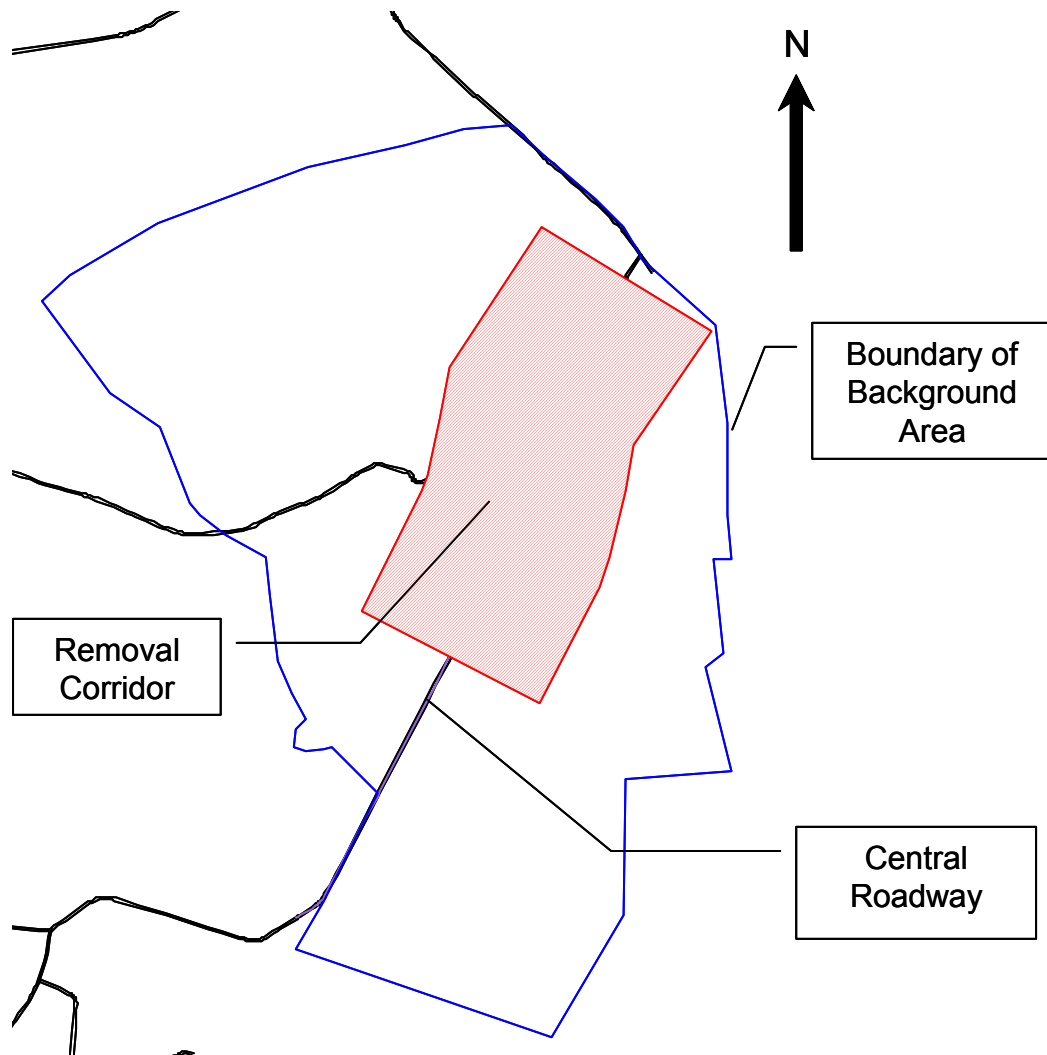 N
Boundary of
Background
Area
Removal
Corridor
Central
Roadway